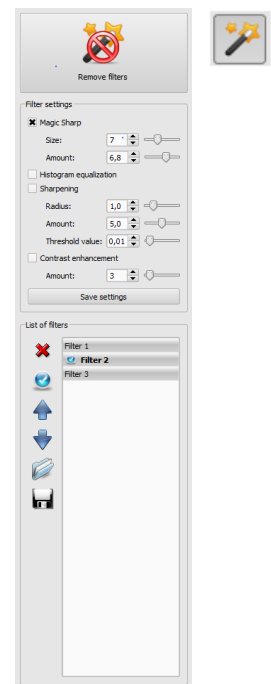 Remove filters
Filter settings
Magic Sharp
Size: 7
Amount: 6,8
Histogram equalization
Sharpening
Radius: 1,0
Amount: 5,0
Threshold value: 0,01
Contrast enhancement
Amount: 3
Save settings
List of filters
Filter 1
Filter 2
Filter 3